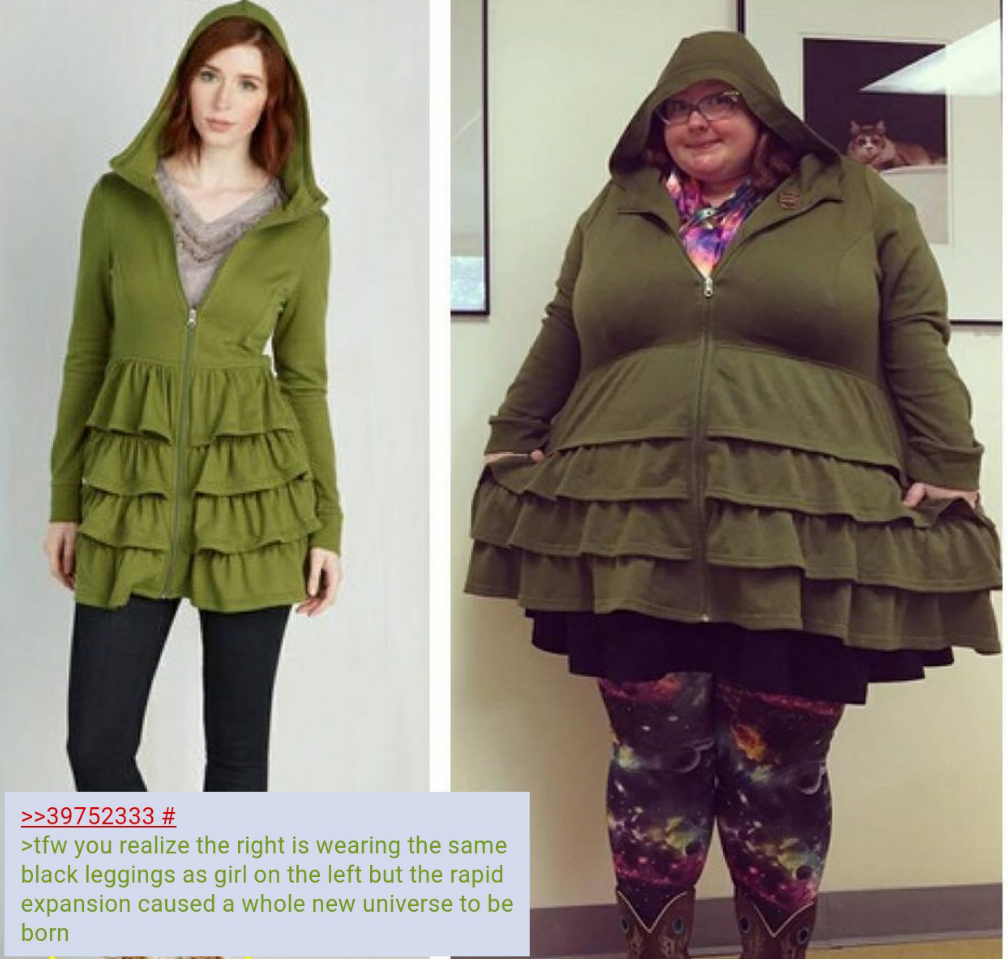 >>39752333 #
>tfw you realize the right is wearing the same
black leggings as girl on the left but the rapid
expansion caused a whole new universe to be
born